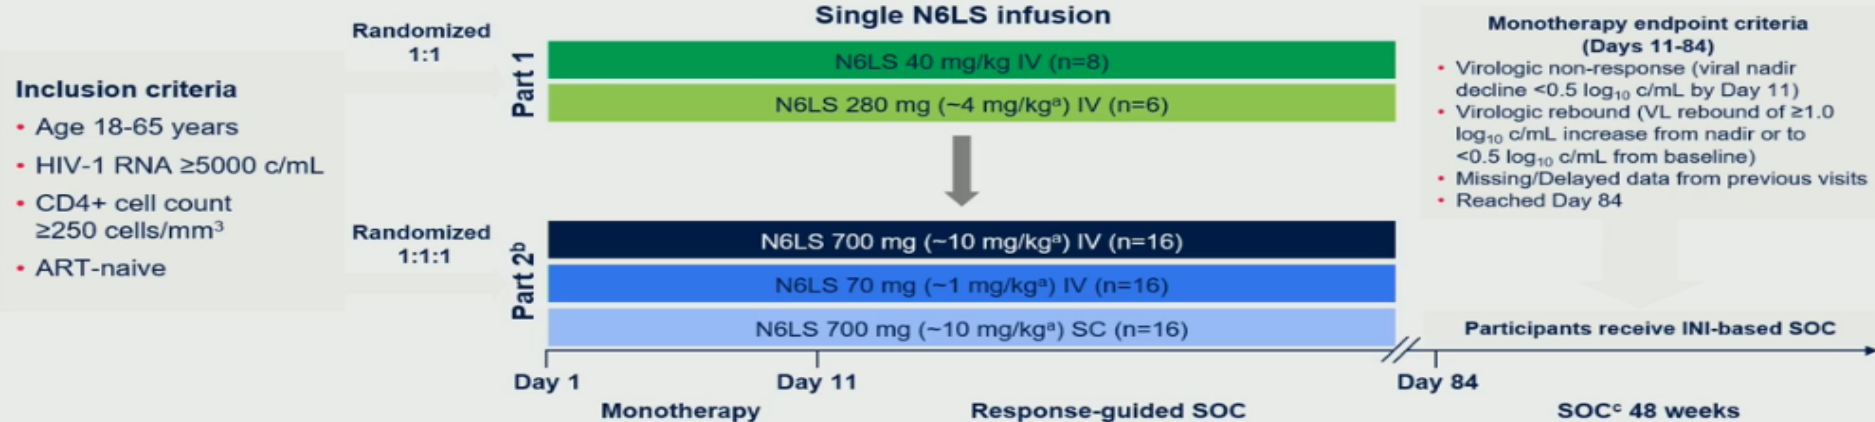 Single N6LS infusion
Randomized
1:1
Part 1
N6LS 40 mg/kg IV (n=8)
N6LS 280 mg (~4 mg/kgᵃ) IV (n=6)
Inclusion criteria
• Age 18-65 years
• HIV-1 RNA ≥5000 c/mL
• CD4+ cell count
≥250 cells/mm³
• ART-naive
Randomized
1:1:1
Part 2ᵇ
N6LS 700 mg (~10 mg/kgᵃ) IV (n=16)
N6LS 70 mg (~1 mg/kgᵃ) IV (n=16)
N6LS 700 mg (~10 mg/kgᵃ) SC (n=16)
Monotherapy endpoint criteria
(Days 11-84)
• Virologic non-response (viral nadir
decline <0.5 log₁₀ c/mL by Day 11)
• Virologic rebound (VL rebound of ≥1.0
log₁₀ c/mL increase from nadir or to
<0.5 log₁₀ c/mL from baseline)
• Missing/Delayed data from previous visits
• Reached Day 84
Participants receive INI-based SOC
Day 1
Day 11
Day 84
Monotherapy
Response-guided SOC
SOCᶜ 48 weeks